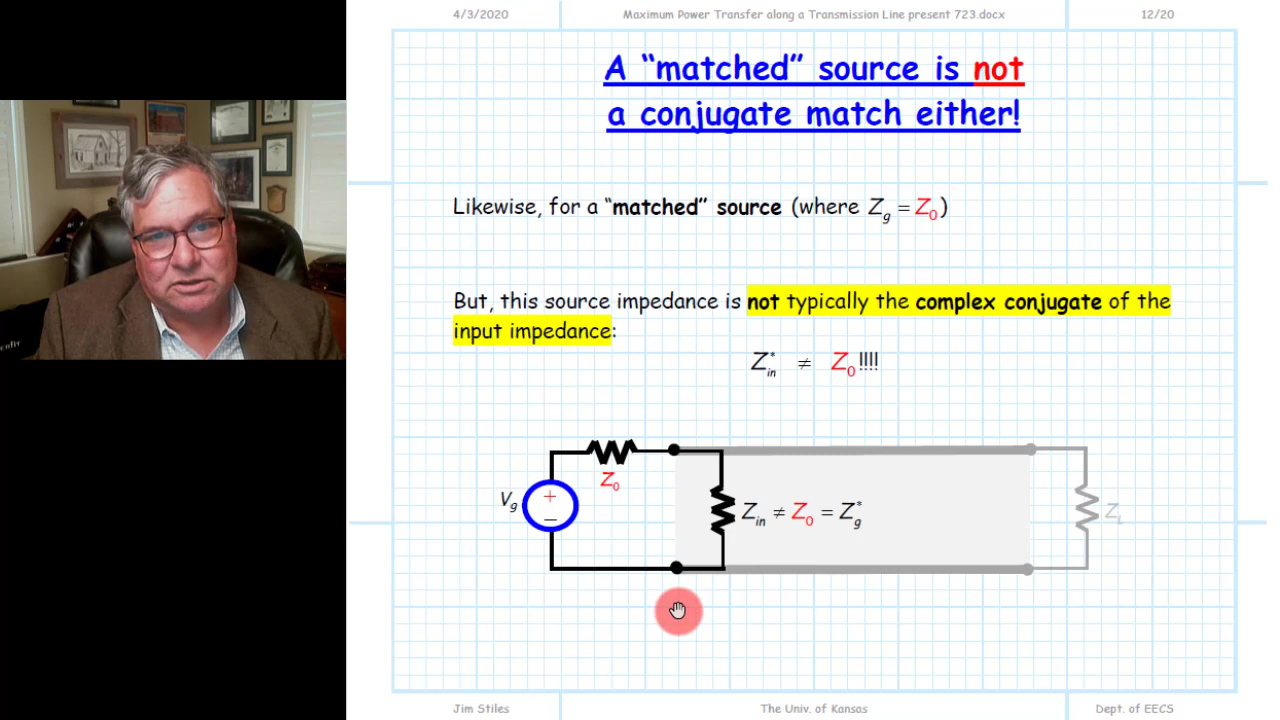 4/3/2020 Maximum Power Transfer along a Transmission Line present 723.docx 12/20
A “matched” source is not
a conjugate match either!
Likewise, for a “matched” source (where Z_g = Z_0)
But, this source impedance is not typically the complex conjugate of the
input impedance:
Z_in^* ≠ Z_0!!!!
Z_0
V_g + −
Z_in ≠ Z_0 = Z_g^*
Z_L
Jim Stiles The Univ. of Kansas Dept. of EECS